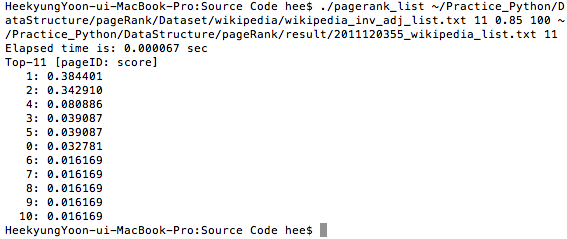 HeekyungYoon-ui-MacBook-Pro:Source Code hee$ ./pagerank_list ~/Practice_Python/D
ataStructure/pageRank/Dataset/wikipedia/wikipedia_inv_adj_list.txt 11 0.85 100 ~
/Practice_Python/DataStructure/pageRank/result/2011120355_wikipedia_list.txt 11
Elapsed time is: 0.000067 sec
Top-11 [pageID: score]
1: 0.384401
2: 0.342910
4: 0.080886
3: 0.039087
5: 0.039087
0: 0.032781
6: 0.016169
7: 0.016169
8: 0.016169
9: 0.016169
10: 0.016169
HeekyungYoon-ui-MacBook-Pro:Source Code hee$